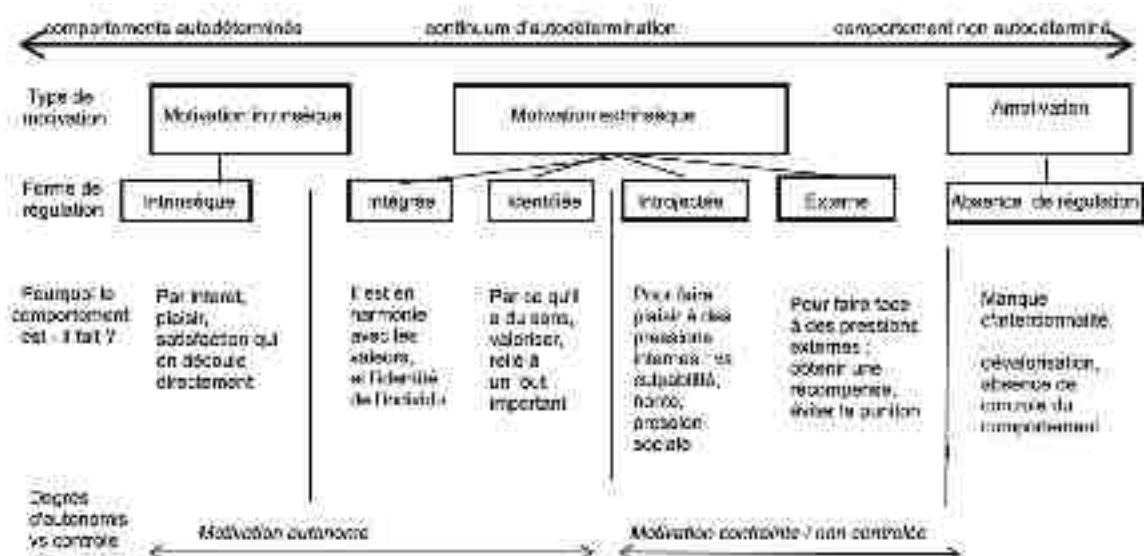 comportements autodéterminés continuum d'autodétermination comportement non autodéterminé
Type de
motivation
Motivation intrinsèque
Motivation extrinsèque
Amotivation
Forme de
régulation
Intrinsèque
Intégrée
Identifiée
Introjectée
Externe
Absence de régulation
Pourquoi le
comportement
est - il fait ?
Par interet,
plaisir,
satisfaction qui
en découle
directement
Il est en
harmonie
avec les
valeurs,
et l'identité
de l'individu
Par ce qu'il
a du sens,
valoriser,
relié à
un but
important
Pour faire
plaisir à des
pressions
internes :
culpabilité,
honte,
pression
sociale
Pour faire face
à des pressions
externes :
obtenir une
récompense,
éviter la punition
Manque
d'intentionnalité,
dévalorisation,
absence de
controle du
comportement
Degrés
d'autonomie
vs controle
Motivation autonome
Motivation contrainte / non controlée